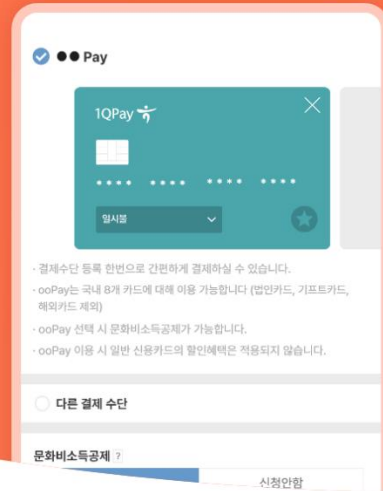 ●● Pay
1QPay
**** **** **** ****
일시불
· 결제수단 등록 한번으로 간편하게 결제하실 수 있습니다.
· ooPay는 국내 8개 카드에 대해 이용 가능합니다 (법인카드, 기프트카드,
해외카드 제외)
· ooPay 선택 시 문화비소득공제가 가능합니다.
· ooPay 이용 시 일반 신용카드의 할인혜택은 적용되지 않습니다.
다른 결제 수단
문화비소득공제 ?
신청안함